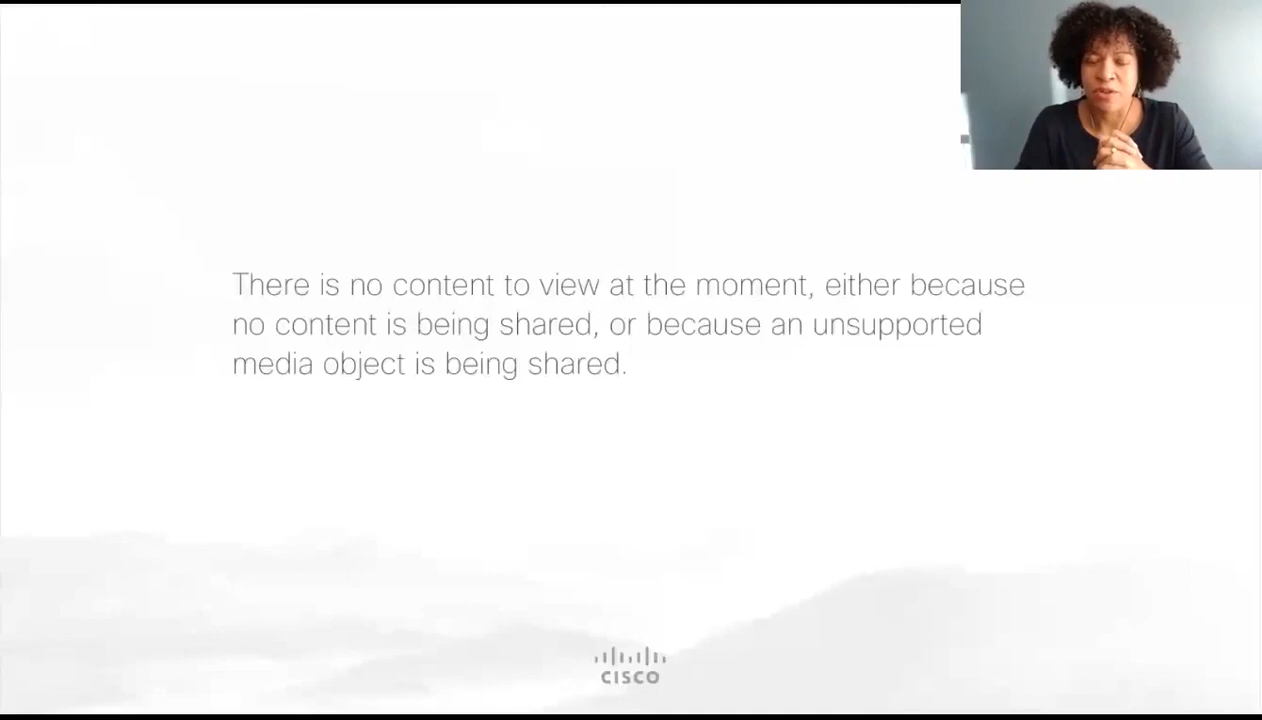 There is no content to view at the moment, either because
no content is being shared, or because an unsupported
media object is being shared.
CISCO